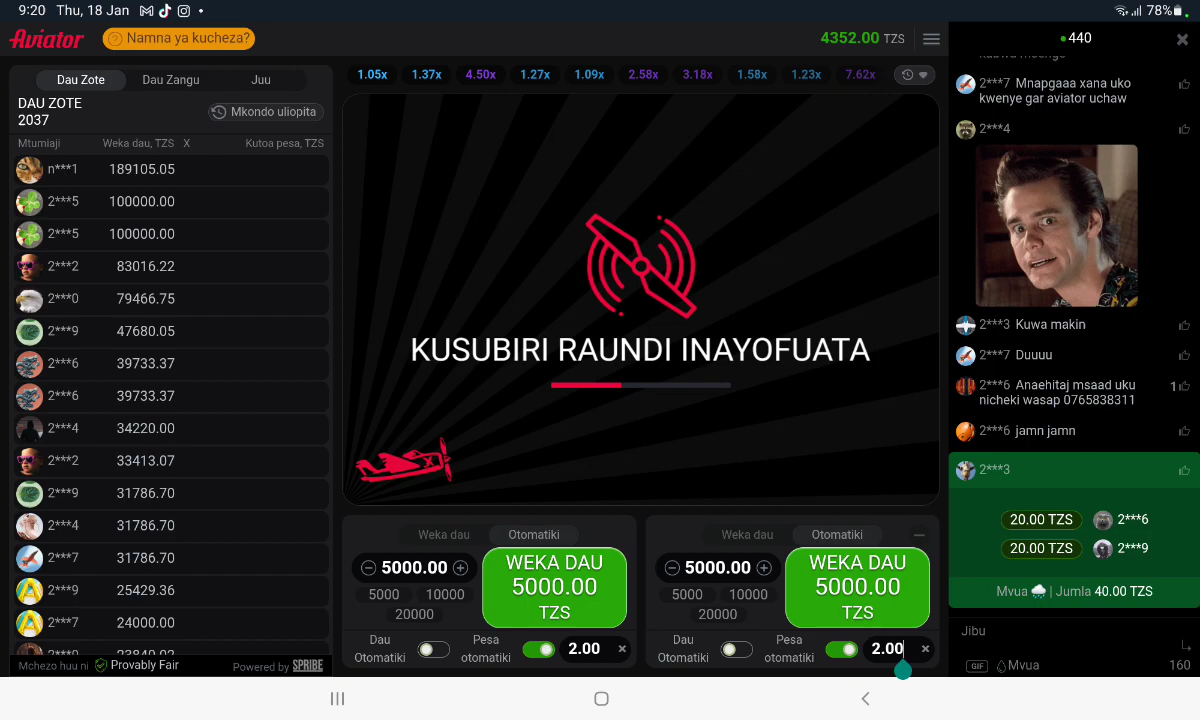 9:20 Thu, 18 Jan
78%
Aviator
Namna ya kucheza?
4352.00 TZS
440
Dau Zote Dau Zangu Juu
DAU ZOTE
2037
Mkondo uliopita
Mtumiaji Weka dau, TZS X Kutoa pesa, TZS
n***1 189105.05
2***5 100000.00
2***5 100000.00
2***2 83016.22
2***0 79466.75
2***9 47680.05
2***6 39733.37
2***6 39733.37
2***4 34220.00
2***2 33413.07
2***9 31786.70
2***4 31786.70
2***7 31786.70
2***9 25429.36
2***7 24000.00
Mchezo huu ni Provably Fair Powered by SPRIBE
1.05x 1.37x 4.50x 1.27x 1.09x 2.58x 3.18x 1.58x 1.23x 7.62x
KUSUBIRI RAUNDI INAYOFUATA
Weka dau Otomatiki
5000.00
5000 10000
20000
WEKA DAU
5000.00
TZS
Dau
Otomatiki
Pesa
otomatiki
2.00
Weka dau Otomatiki
5000.00
5000 10000
20000
WEKA DAU
5000.00
TZS
Dau
Otomatiki
Pesa
otomatiki
2.00
2***7 Mnapgaaa xana uko
kwenye gar aviator uchaw
2***4
2***3 Kuwa makin
2***7 Duuuu
2***6 Anaehitaj msaad uku 1
nicheki wasap 0765838311
2***6 jamn jamn
2***3
20.00 TZS 2***6
20.00 TZS 2***9
Mvua | Jumla 40.00 TZS
Jibu
GIF Mvua 160